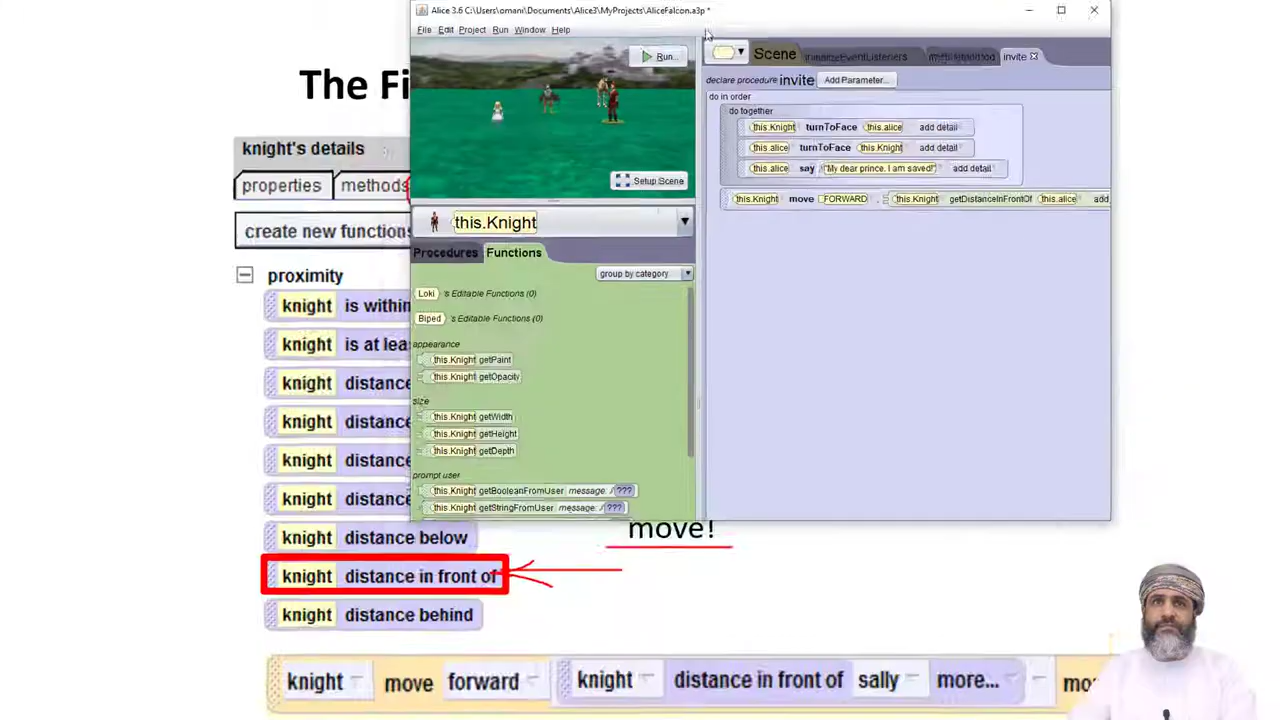 Alice 3.6 C:\Users\omani\Documents\Alice3\MyProjects\AliceFalcon.a3p *
File Edit Project Run Window Help
The Fi
Run...
Scene initializeEventListeners myFirstMethod invite
declare procedure invite Add Parameter...
do in order
do together
this.Knight turnToFace this.alice add detail
this.alice turnToFace this.Knight add detail
this.alice say "My dear prince. I am saved!" add detail
this.Knight move FORWARD , this.Knight getDistanceInFrontOf this.alice add
Setup Scene
this.Knight
Procedures Functions
group by category
Loki 's Editable Functions (0)
Biped 's Editable Functions (0)
appearance
this.Knight getPaint
this.Knight getOpacity
size
this.Knight getWidth
this.Knight getHeight
this.Knight getDepth
prompt user
this.Knight getBooleanFromUser message: ???
this.Knight getStringFromUser message: ???
knight's details
properties methods
create new function
proximity
knight is within
knight is at lea
knight distance
knight distance
knight distance
knight distance
knight distance below
knight distance in front of
knight distance behind
move!
knight move forward knight distance in front of sally more... mo